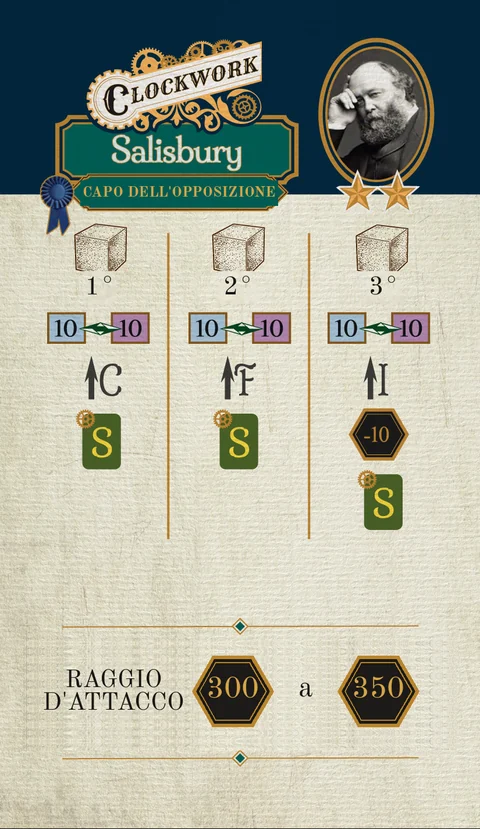 CLOCKWORK
Salisbury
CAPO DELL'OPPOSIZIONE
1° 2° 3°
10 10 10 10 10 10
C F I
S S -10
S
RAGGIO
D'ATTACCO 300 a 350